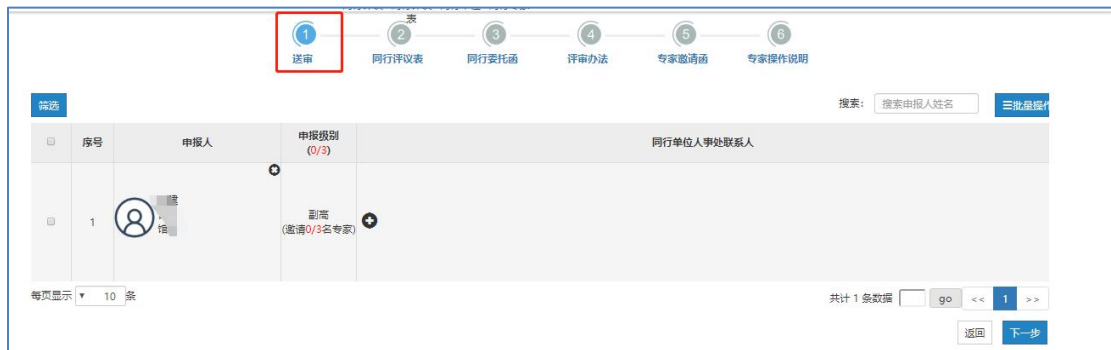 表
1 2 3 4 5 6
送审 同行评议表 同行委托函 评审办法 专家邀请函 专家操作说明
筛选 搜索: 搜索申报人姓名 ☰批量操作
序号 申报人 申报级别 同行单位人事处联系人
(0/3)
1 副高
馆 (邀请0/3名专家)
每页显示 10 条 共计 1 条数据 go << 1 >>
返回 下一步